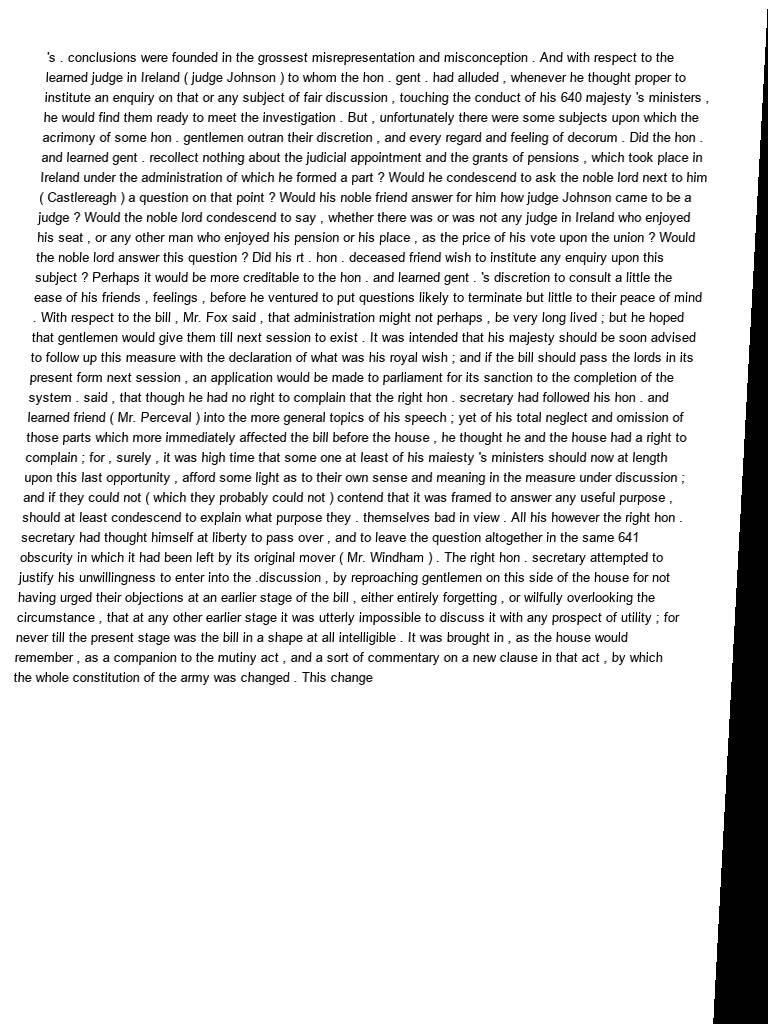 's . conclusions were founded in the grossest misrepresentation and misconception . And with respect to the
learned judge in Ireland ( judge Johnson ) to whom the hon . gent . had alluded , whenever he thought proper to
institute an enquiry on that or any subject of fair discussion , touching the conduct of his 640 majesty 's ministers ,
he would find them ready to meet the investigation . But , unfortunately there were some subjects upon which the
acrimony of some hon . gentlemen outran their discretion , and every regard and feeling of decorum . Did the hon .
and learned gent . recollect nothing about the judicial appointment and the grants of pensions , which took place in
Ireland under the administration of which he formed a part ? Would he condescend to ask the noble lord next to him
( Castlereagh ) a question on that point ? Would his noble friend answer for him how judge Johnson came to be a
judge ? Would the noble lord condescend to say , whether there was or was not any judge in Ireland who enjoyed
his seat , or any other man who enjoyed his pension or his place , as the price of his vote upon the union ? Would
the noble lord answer this question ? Did his rt . hon . deceased friend wish to institute any enquiry upon this
subject ? Perhaps it would be more creditable to the hon . and learned gent . 's discretion to consult a little the
ease of his friends , feelings , before he ventured to put questions likely to terminate but little to their peace of mind
. With respect to the bill , Mr. Fox said , that administration might not perhaps , be very long lived ; but he hoped
that gentlemen would give them till next session to exist . It was intended that his majesty should be soon advised
to follow up this measure with the declaration of what was his royal wish ; and if the bill should pass the lords in its
present form next session , an application would be made to parliament for its sanction to the completion of the
system . said , that though he had no right to complain that the right hon . secretary had followed his hon . and
learned friend ( Mr. Perceval ) into the more general topics of his speech ; yet of his total neglect and omission of
those parts which more immediately affected the bill before the house , he thought he and the house had a right to
complain ; for , surely , it was high time that some one at least of his maiesty 's ministers should now at length
upon this last opportunity , afford some light as to their own sense and meaning in the measure under discussion ;
and if they could not ( which they probably could not ) contend that it was framed to answer any useful purpose ,
should at least condescend to explain what purpose they . themselves bad in view . All his however the right hon .
secretary had thought himself at liberty to pass over , and to leave the question altogether in the same 641
obscurity in which it had been left by its original mover ( Mr. Windham ) . The right hon . secretary attempted to
justify his unwillingness to enter into the .discussion , by reproaching gentlemen on this side of the house for not
having urged their objections at an earlier stage of the bill , either entirely forgetting , or wilfully overlooking the
circumstance , that at any other earlier stage it was utterly impossible to discuss it with any prospect of utility ; for
never till the present stage was the bill in a shape at all intelligible . It was brought in , as the house would
remember , as a companion to the mutiny act , and a sort of commentary on a new clause in that act , by which
the whole constitution of the army was changed . This change